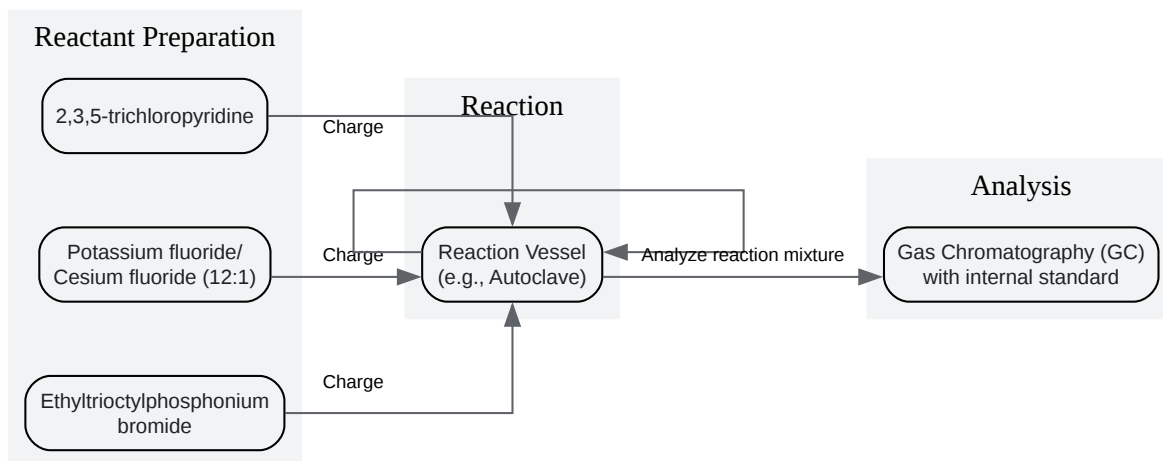 Reactant Preparation
2,3,5-trichloropyridine
Charge
Potassium fluoride/
Cesium fluoride (12:1)
Charge
Ethyltrioctylphosphonium
bromide
Charge
Reaction
Reaction Vessel
(e.g., Autoclave)
Analyze reaction mixture
Analysis
Gas Chromatography (GC)
with internal standard